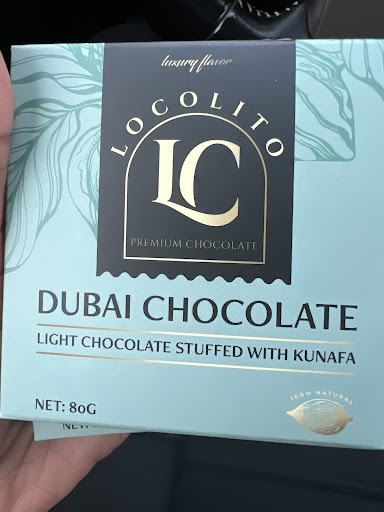 luxury flavor
LOCOLITO
LC
PREMIUM CHOCOLATE
DUBAI CHOCOLATE
LIGHT CHOCOLATE STUFFED WITH KUNAFA
100% NATURAL
NET: 80G